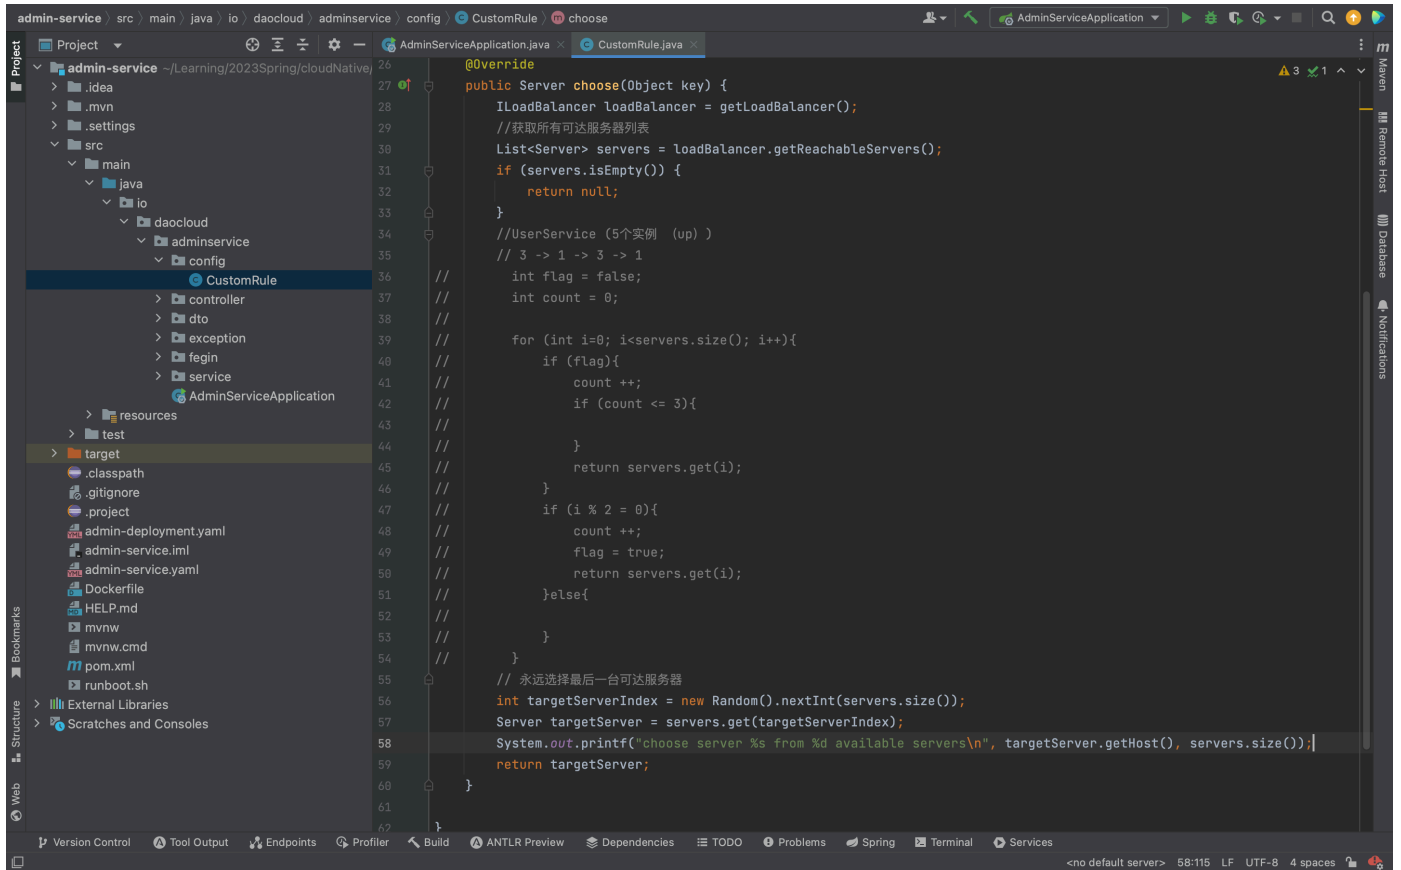 admin-service › src › main › java › io › daocloud › adminservice › config › CustomRule › choose
AdminServiceApplication
Project
AdminServiceApplication.java
CustomRule.java
admin-service ~/Learning/2023Spring/cloudNative/
.idea
.mvn
.settings
src
main
java
io
daocloud
adminservice
config
CustomRule
controller
dto
exception
fegin
service
AdminServiceApplication
resources
test
target
.classpath
.gitignore
.project
admin-deployment.yaml
admin-service.iml
admin-service.yaml
Dockerfile
HELP.md
mvnw
mvnw.cmd
pom.xml
runboot.sh
External Libraries
Scratches and Consoles
Project
Bookmarks
Structure
Web
3 1
26 @Override
27 public Server choose(Object key) {
28 ILoadBalancer loadBalancer = getLoadBalancer();
29 //获取所有可达服务器列表
30 List<Server> servers = loadBalancer.getReachableServers();
31 if (servers.isEmpty()) {
32 return null;
33 }
34 //UserService (5个实例 （up）)
35 // 3 -> 1 -> 3 -> 1
36 // int flag = false;
37 // int count = 0;
38 //
39 // for (int i=0; i<servers.size(); i++){
40 // if (flag){
41 // count ++;
42 // if (count <= 3){
43 //
44 // }
45 // return servers.get(i);
46 // }
47 // if (i % 2 = 0){
48 // count ++;
49 // flag = true;
50 // return servers.get(i);
51 // }else{
52 //
53 // }
54 // }
55 // 永远选择最后一台可达服务器
56 int targetServerIndex = new Random().nextInt(servers.size());
57 Server targetServer = servers.get(targetServerIndex);
58 System.out.printf("choose server %s from %d available servers\n", targetServer.getHost(), servers.size());
59 return targetServer;
60 }
61
62 }
m
Maven
Remote Host
Database
Notifications
Version Control Tool Output Endpoints Profiler Build ANTLR Preview Dependencies TODO Problems Spring Terminal Services
<no default server> 58:115 LF UTF-8 4 spaces